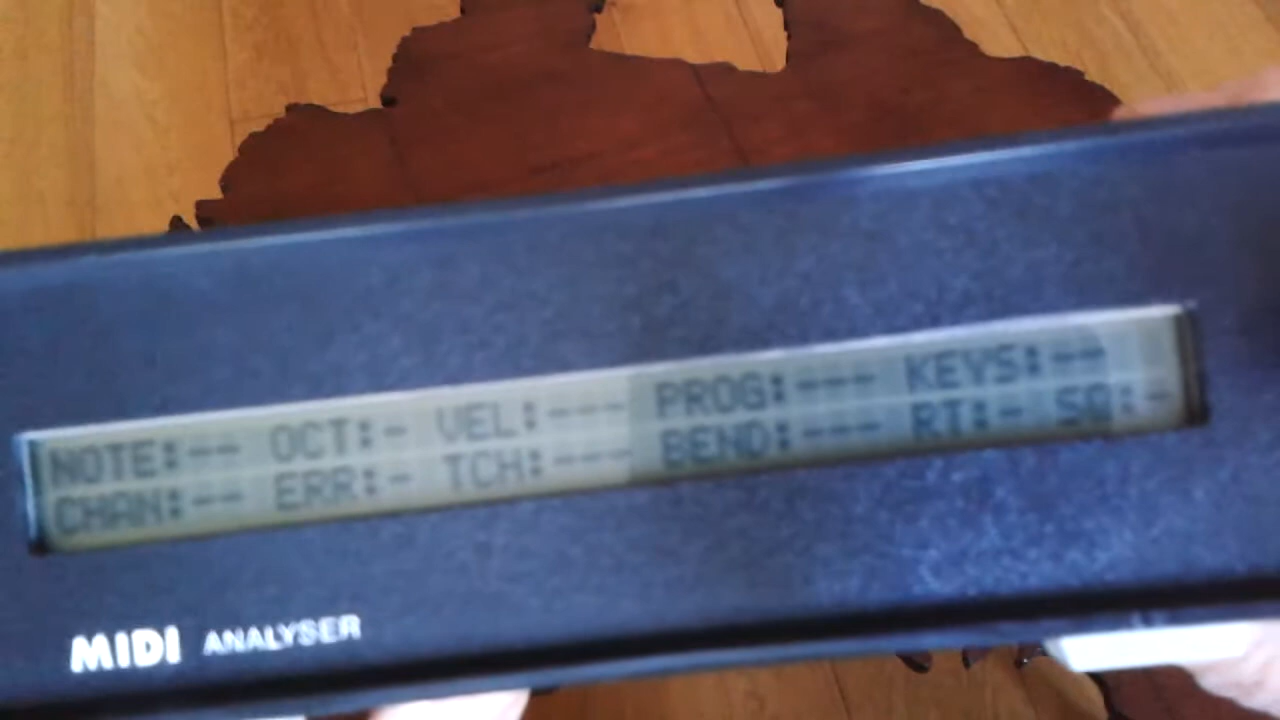 NOTE:-- OCT:- VEL:--- PROG:--- KEYS:--
CHAN:-- ERR:- TCH:--- BEND:--- RT:- SQ:-
MIDI ANALYSER